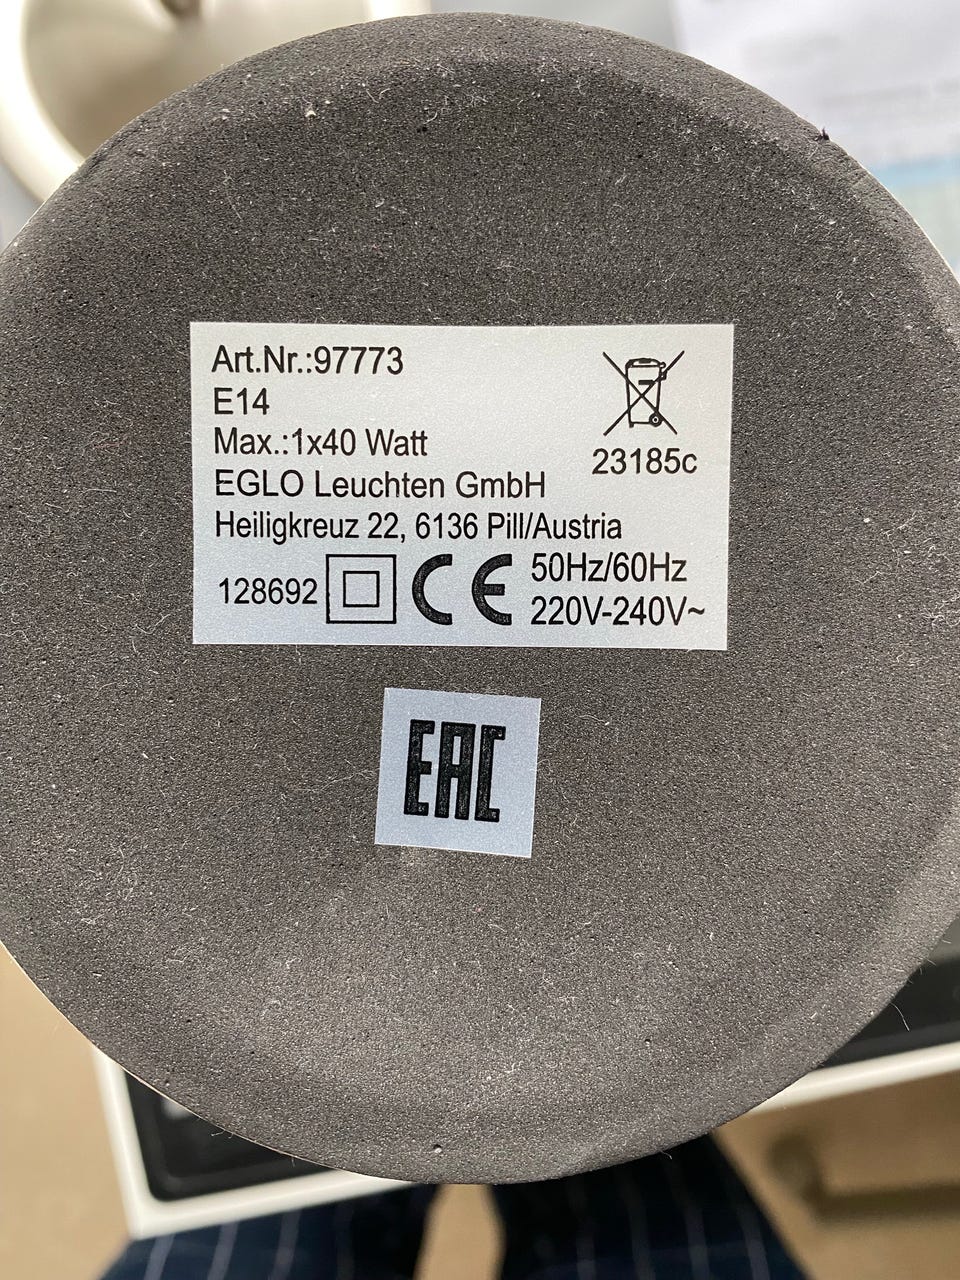 Art.Nr.:97773
E14
Max.:1x40 Watt
23185c
EGLO Leuchten GmbH
Heiligkreuz 22, 6136 Pill/Austria
128692 CE 50Hz/60Hz
220V-240V~
EAC